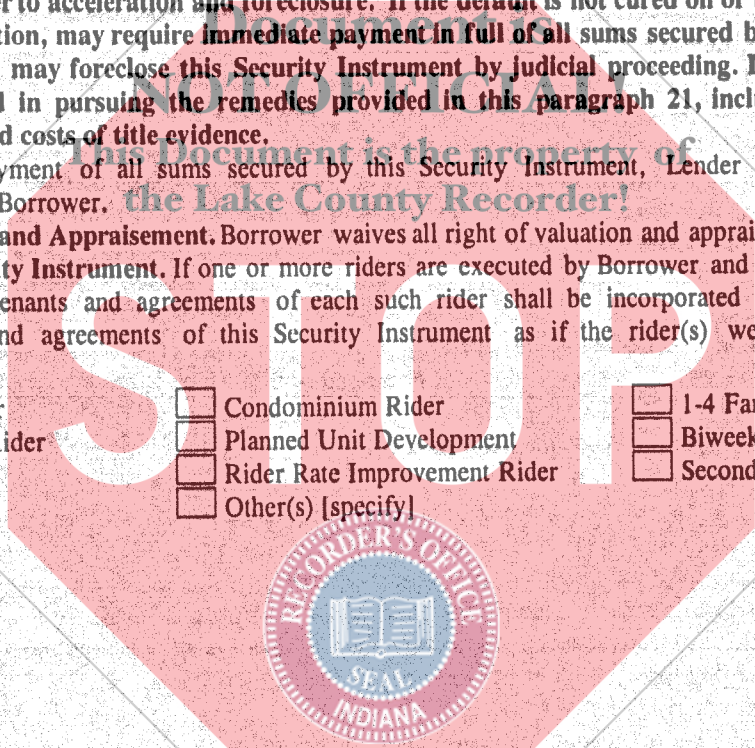 er to acceleration and foreclosure. If the default is not cured on or
Document is
tion, may require immediate payment in full of all sums secured b
may foreclose this Security Instrument by judicial proceeding. I
NOT OFFICIAL!
d in pursuing the remedies provided in this paragraph 21, incl
d costs of title evidence.
This Document is the property of
yment of all sums secured by this Security Instrument, Lender
Borrower.
the Lake County Recorder!
and Appraisement. Borrower waives all right of valuation and apprai
ty Instrument. If one or more riders are executed by Borrower and
enants and agreements of each such rider shall be incorporated
nd agreements of this Security Instrument as if the rider(s) we
STOP
r
Condominium Rider
1-4 Far
ider
Planned Unit Development
Biweek
Rider Rate Improvement Rider
Second
Other(s) [specify]
RECORDER'S OFFICE
SEAL
INDIANA